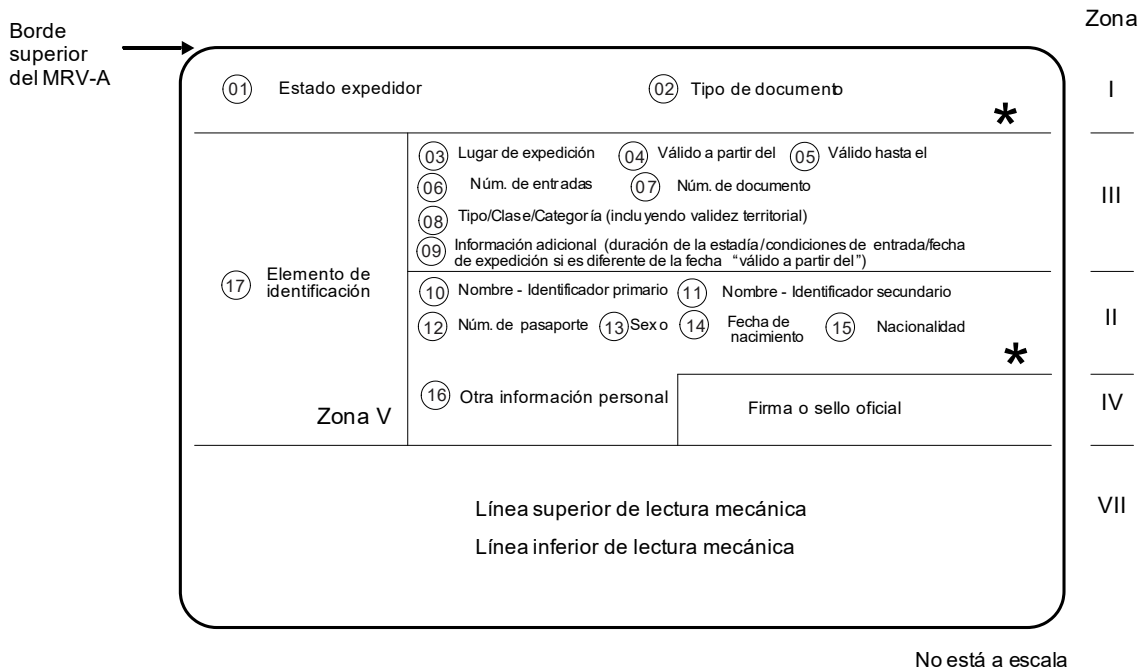 Zona
Borde
superior
del MRV-A
01 Estado expedidor 02 Tipo de documento I
*
03 Lugar de expedición 04 Válido a partir del 05 Válido hasta el
06 Núm. de entradas 07 Núm. de documento III
08 Tipo/Clase/Categoría (incluyendo validez territorial)
09 Información adicional (duración de la estadía/condiciones de entrada/fecha
de expedición si es diferente de la fecha “válido a partir del”)
17 Elemento de
identificación
10 Nombre - Identificador primario 11 Nombre - Identificador secundario
12 Núm. de pasaporte 13 Sexo 14 Fecha de
nacimiento 15 Nacionalidad II
*
16 Otra información personal Firma o sello oficial IV
Zona V
Línea superior de lectura mecánica VII
Línea inferior de lectura mecánica
No está a escala